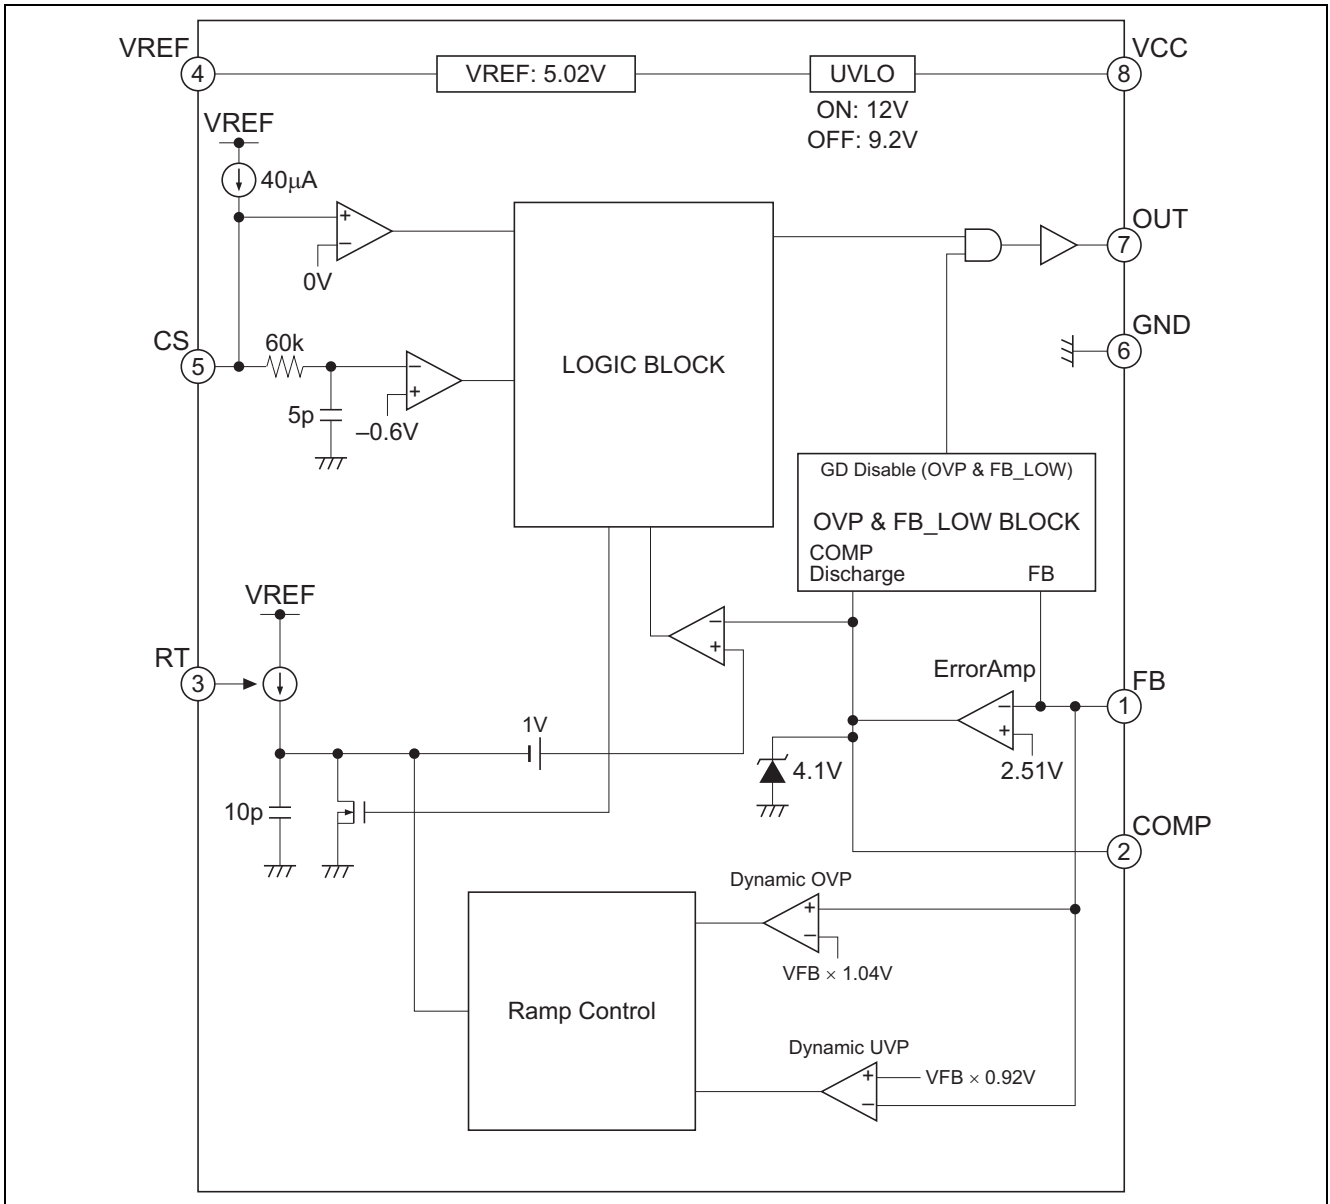 VREF
4
VREF: 5.02V
UVLO
VCC
8
ON: 12V
OFF: 9.2V
VREF
40μA
+
−
0V
OUT
7
GND
6
CS
5
60k
5p
−
+
–0.6V
LOGIC BLOCK
GD Disable (OVP & FB_LOW)
OVP & FB_LOW BLOCK
COMP
Discharge
FB
VREF
RT
3
−
+
ErrorAmp
−
+
2.51V
FB
1
1V
4.1V
10p
COMP
2
Dynamic OVP
+
−
VFB × 1.04V
Ramp Control
Dynamic UVP
+
−
VFB × 0.92V